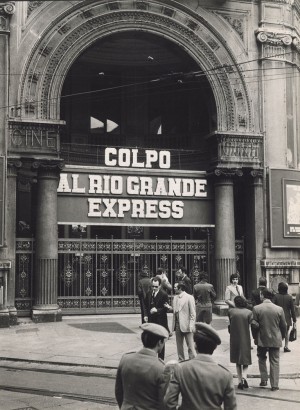 COLPO
AL RIO GRANDE
EXPRESS
CINE